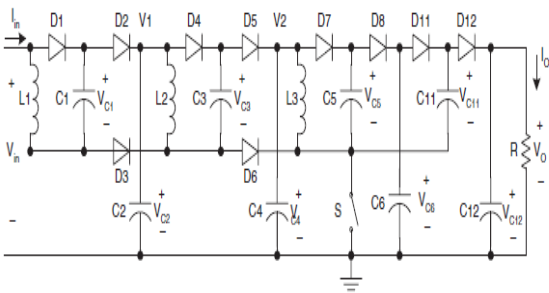 Iin D1 D2 V1 D4 D5 V2 D7 D8 D11 D12
+ L1 C1 + VC1 − L2 C3 + VC3 − L3 C5 + VC5 − C11 + VC11 − IO
Vin D3 D6 R + VO −
− C2 + VC2 − C4 + VC4 − S C6 + VC6 − C12 + VC12 −